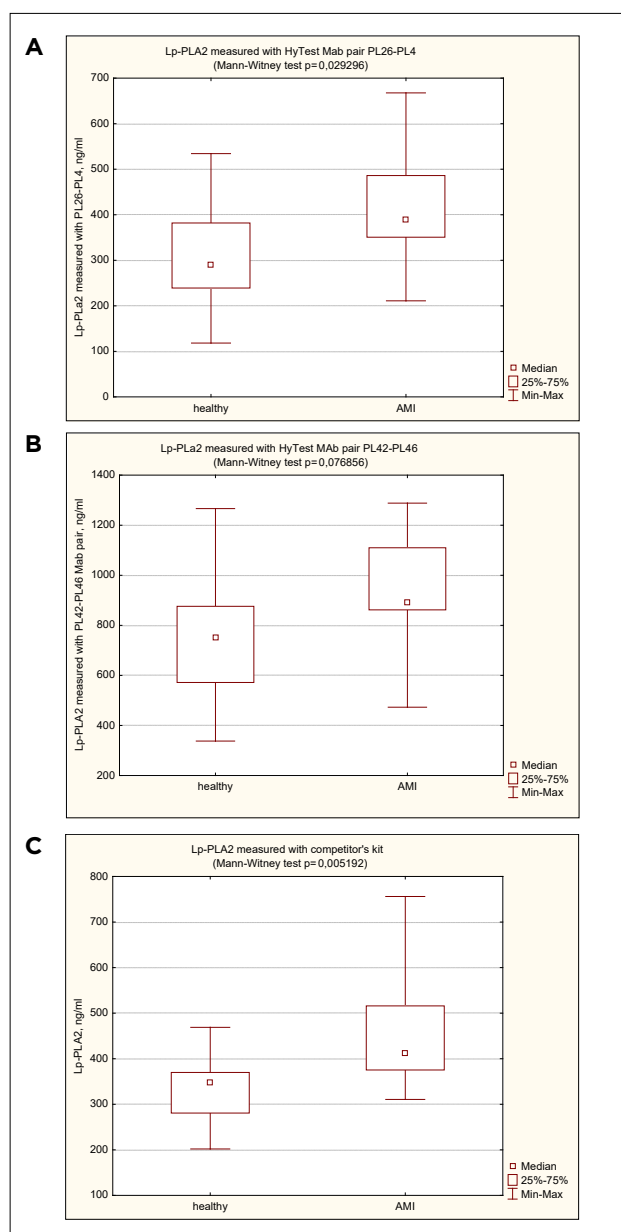 A
Lp-PLA2 measured with HyTest Mab pair PL26-PL4
(Mann-Witney test p=0,029296)
Lp-PLa2 measured with PL26-PL4, ng/ml
700
600
500
400
300
200
100
0
healthy
AMI
Median
25%-75%
Min-Max
B
Lp-PLa2 measured with HyTest MAb pair PL42-PL46
(Mann-Witney test p=0,076856)
Lp-PLA2 measured with PL42-PL46 Mab pair, ng/ml
1400
1200
1000
800
600
400
200
healthy
AMI
Median
25%-75%
Min-Max
C
Lp-PLA2 measured with competitor's kit
(Mann-Witney test p=0,005192)
Lp-PLA2, ng/ml
800
700
600
500
400
300
200
100
healthy
AMI
Median
25%-75%
Min-Max